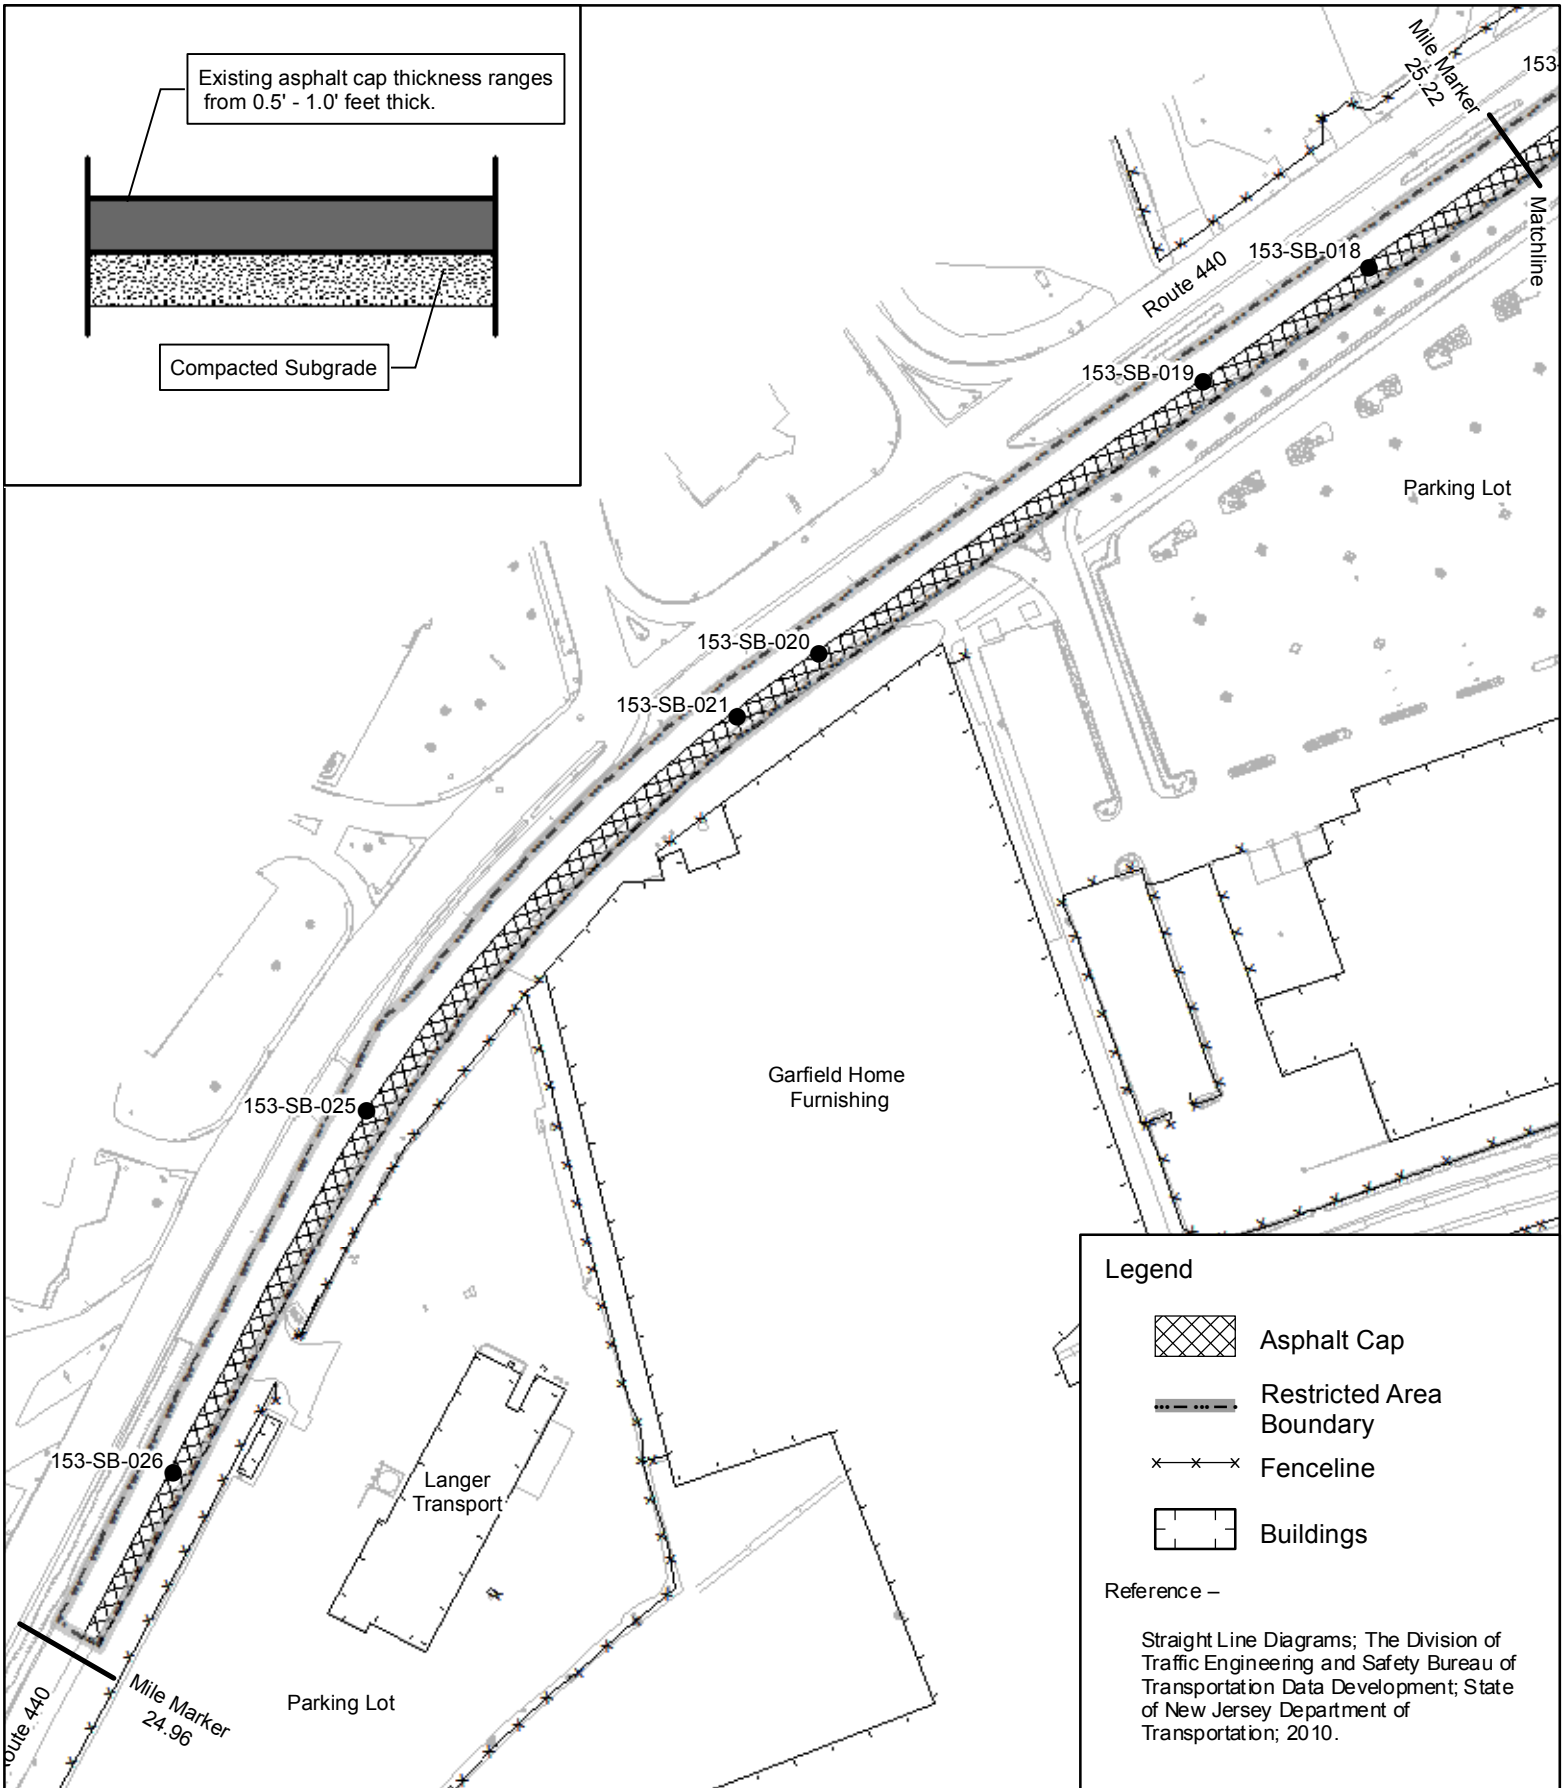 Existing asphalt cap thickness ranges
from 0.5' - 1.0' feet thick.
Compacted Subgrade
Mile Marker
25.22
153-
Matchline
Route 440
153-SB-018
153-SB-019
Parking Lot
153-SB-020
153-SB-021
Garfield Home
Furnishing
153-SB-025
153-SB-026
Langer
Transport
Mile Marker
24.96
Parking Lot
oute 440
Legend
Asphalt Cap
Restricted Area
Boundary
Fenceline
Buildings
Reference –
Straight Line Diagrams; The Division of
Traffic Engineering and Safety Bureau of
Transportation Data Development; State
of New Jersey Department of
Transportation; 2010.